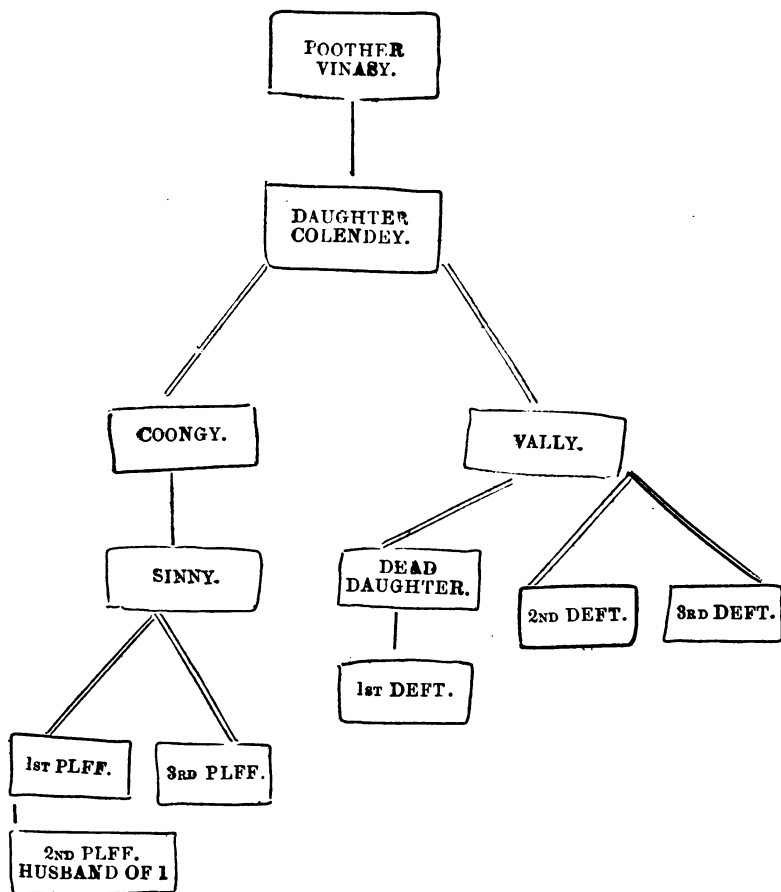 POOTHER
VINASY.
DAUGHTER
COLENDEY.
COONGY.
VALLY.
SINNY.
DEAD
DAUGHTER.
2ND DEFT.
3RD DEFT.
1st DEFT.
1st PLFF.
3RD PLFF.
2ND PLFF.
HUSBAND OF 1